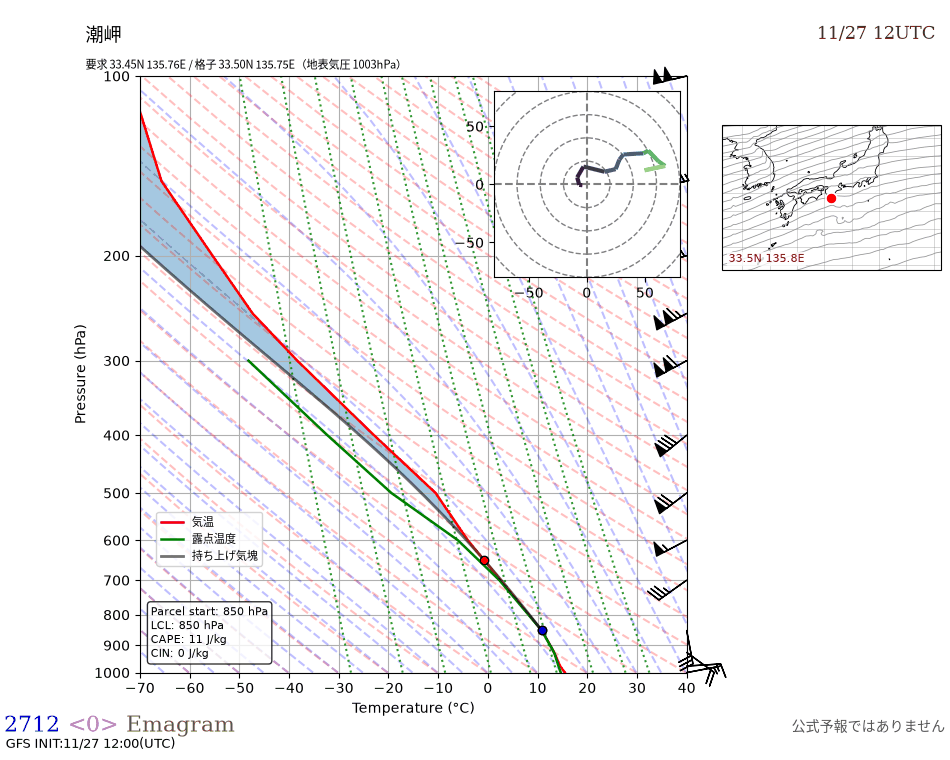 潮岬
11/27 12UTC
要求 33.45N 135.76E / 格子 33.50N 135.75E（地表気圧 1003hPa）
100
200
300
400
500
600
700
800
900
1000
Pressure (hPa)
50
0
−50
−50
0
50
33.5N 135.8E
気温
露点温度
持ち上げ気塊
Parcel start: 850 hPa
LCL: 850 hPa
CAPE: 11 J/kg
CIN: 0 J/kg
−70
−60
−50
−40
−30
−20
−10
0
10
20
30
40
Temperature (°C)
2712 <0> Emagram
公式予報ではありません
GFS INIT:11/27 12:00(UTC)